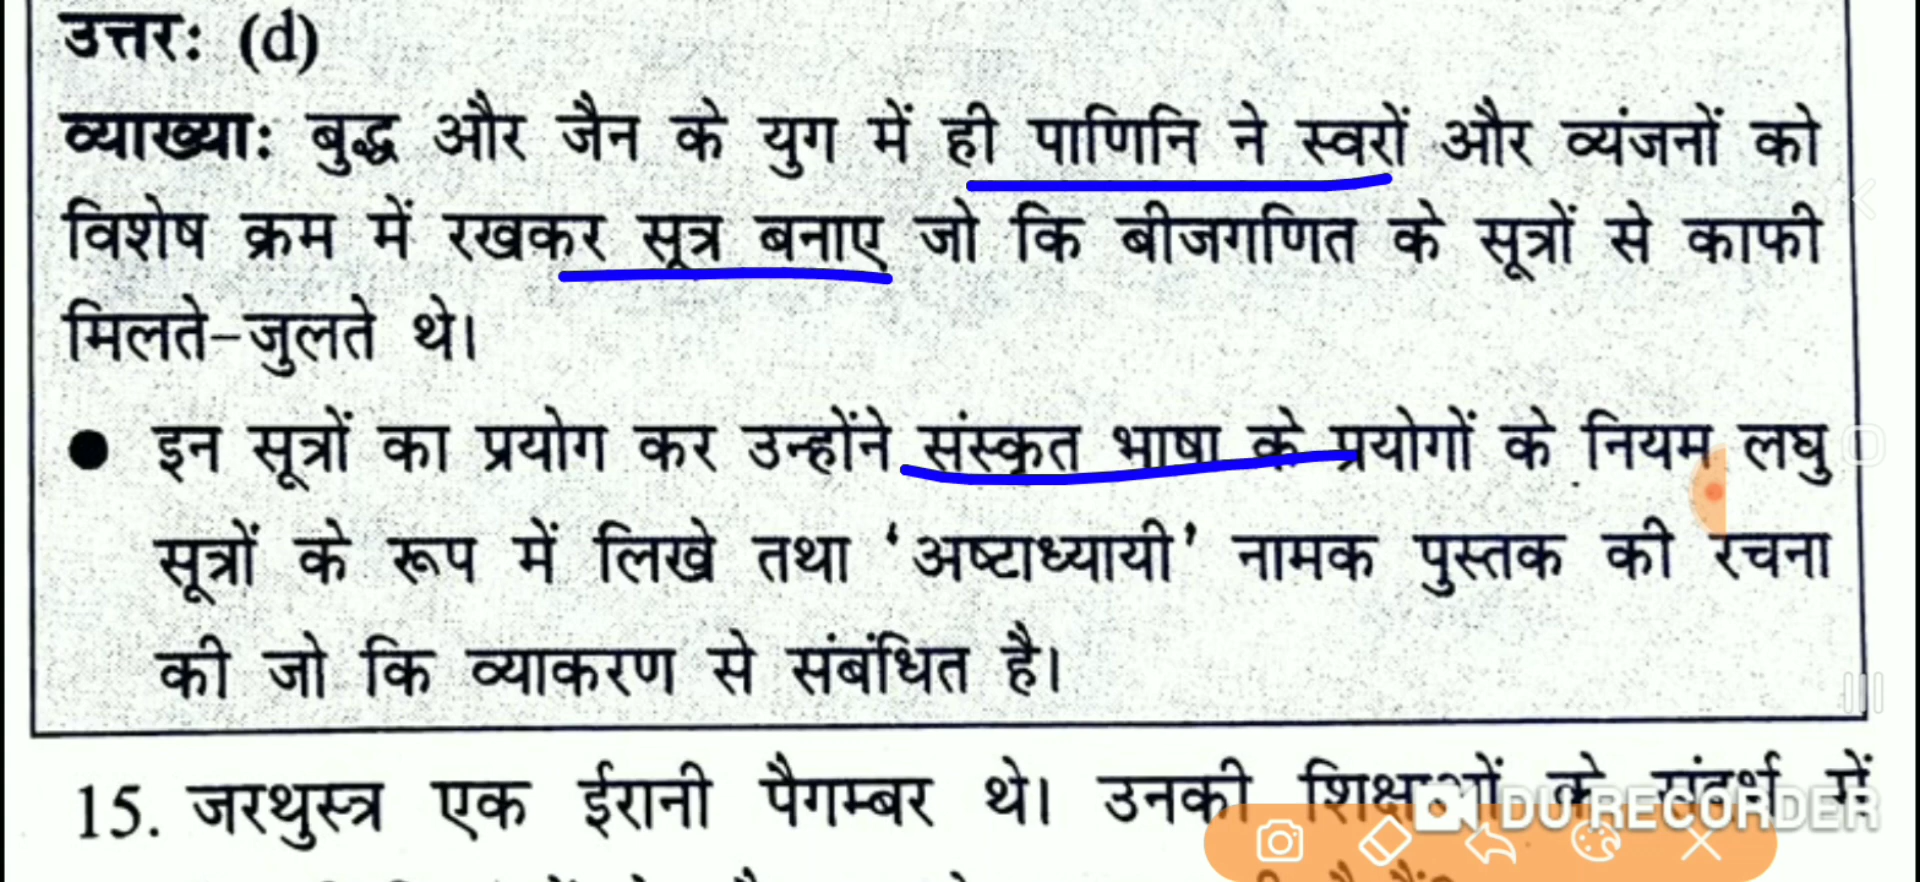 उत्तरः (d)
व्याख्याः बुद्ध और जैन के युग में ही पाणिनि ने स्वरों और व्यंजनों को
विशेष क्रम में रखकर सूत्र बनाए जो कि बीजगणित के सूत्रों से काफी
मिलते-जुलते थे।
● इन सूत्रों का प्रयोग कर उन्होंने संस्कृत भाषा के प्रयोगों के नियम लघु
सूत्रों के रूप में लिखे तथा ‘अष्टाध्यायी’ नामक पुस्तक की रचना
की जो कि व्याकरण से संबंधित है।
15. जरथुस्त्र एक ईरानी पैगम्बर थे। उनकी के संदर्भ में
DU RECORDER